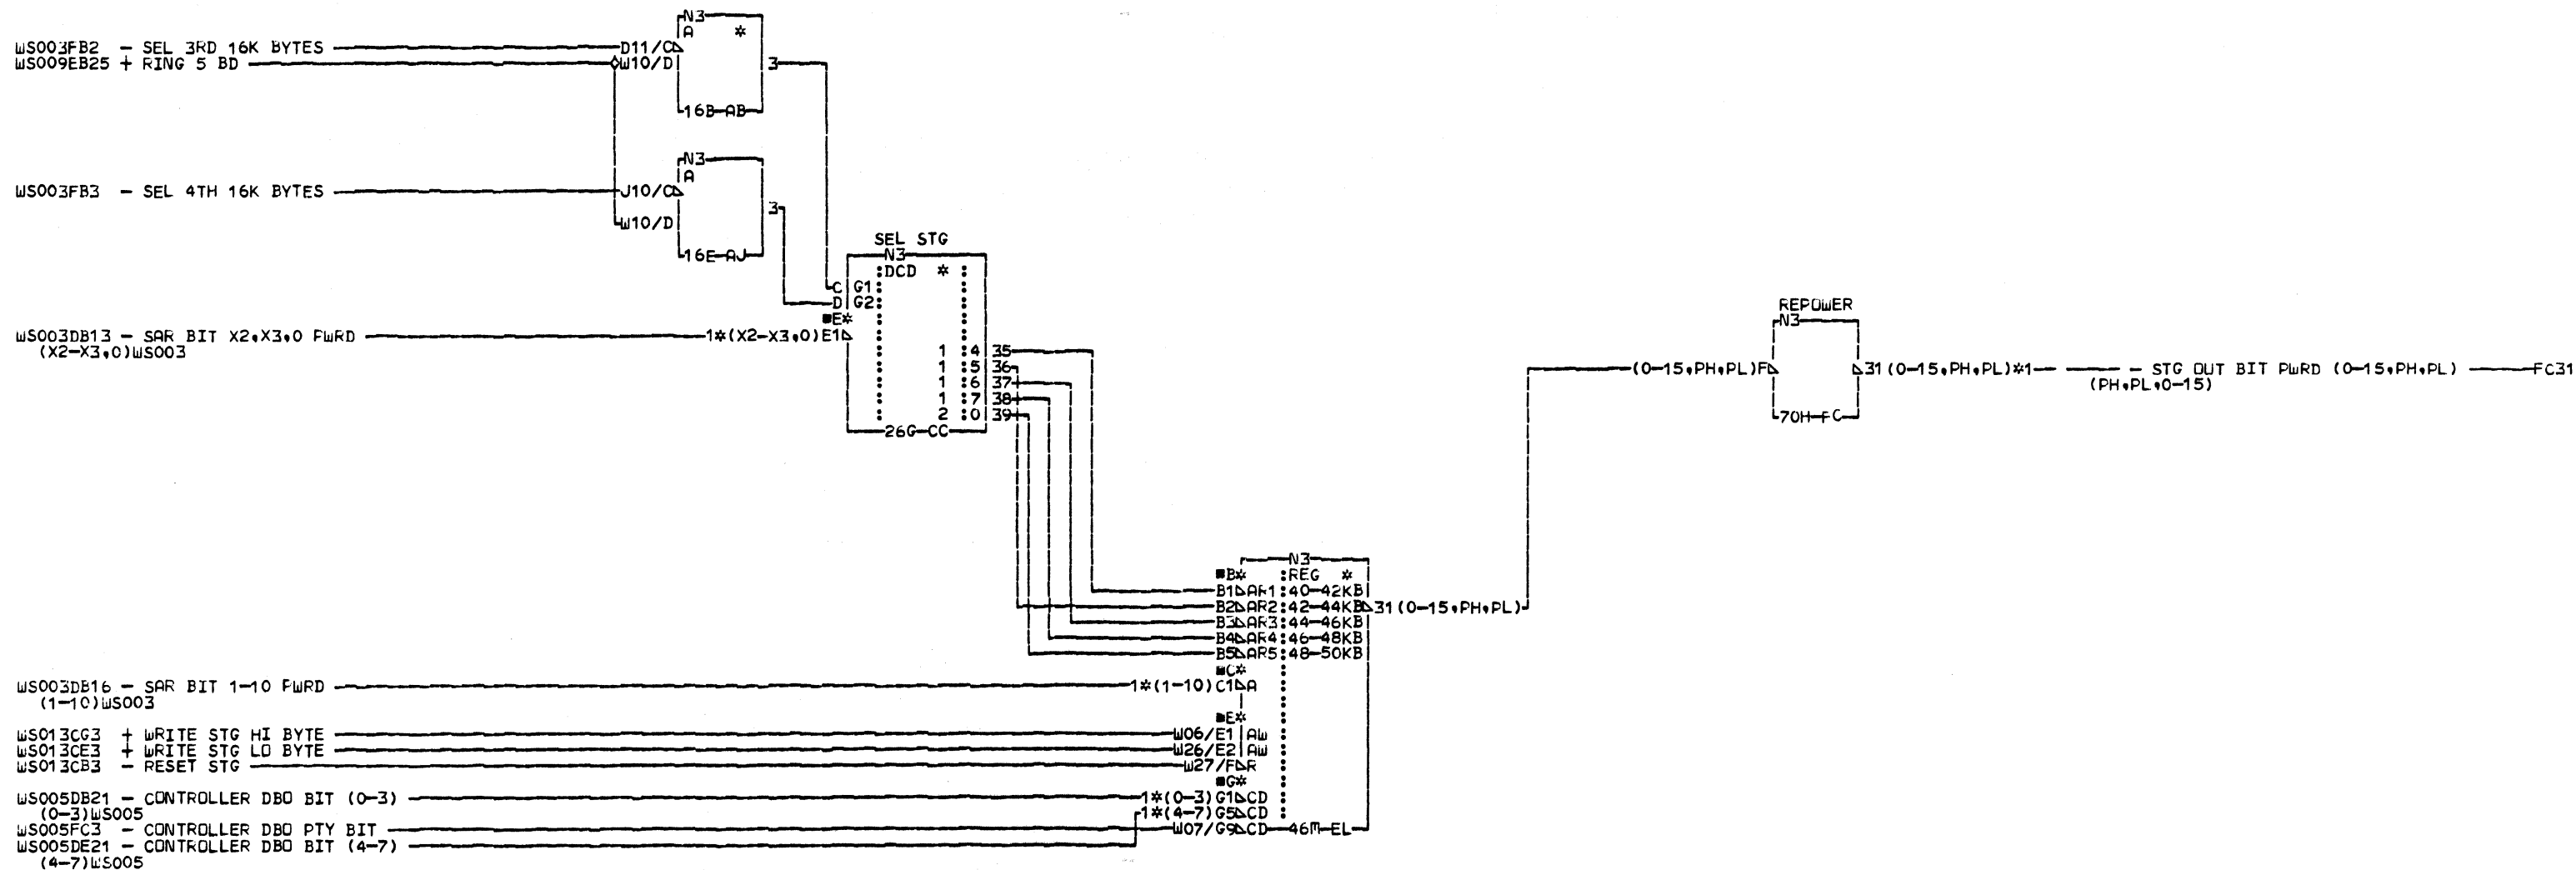 N3
A *
WS003FB2 - SEL 3RD 16K BYTES D11/C
WS009EB25 + RING 5 BD W10/D 3
16B AB
N3
A
WS003FB3 - SEL 4TH 16K BYTES J10/C
3
W10/D
SEL STG
16E AJ N3
DCD *
C G1
D G2
REPOWER
■E* N3
WS003DB13 - SAR BIT X2,X3,0 PWRD 1*(X2-X3,0)E1
(X2-X3,0)WS003
1 4 35
1 5 36 (0-15,PH,PL)F 31(0-15,PH,PL)*1 - STG OUT BIT PWRD (0-15,PH,PL) FC31
1 6 37 (PH,PL,0-15)
1 7 38
2 0 39 70H FC
26G CC
N3
■B* REG *
B1 AR1 40-42KB
B2 AR2 42-44KB 31(0-15,PH,PL)
B3 AR3 44-46KB
B4 AR4 46-48KB
B5 AR5 48-50KB
■C*
WS003DB16 - SAR BIT 1-10 PWRD 1*(1-10)C1 A
(1-10)WS003
■E*
WS013CG3 + WRITE STG HI BYTE W06/E1 AW
WS013CE3 + WRITE STG LO BYTE W26/E2 AW
WS013CB3 - RESET STG W27/F R
■G*
WS005DB21 - CONTROLLER DBO BIT (0-3) 1*(0-3)G1 CD
(0-3)WS005 1*(4-7)G5 CD
WS005FC3 - CONTROLLER DBO PTY BIT W07/G9 CD 46M EL
WS005DE21 - CONTROLLER DBO BIT (4-7)
(4-7)WS005